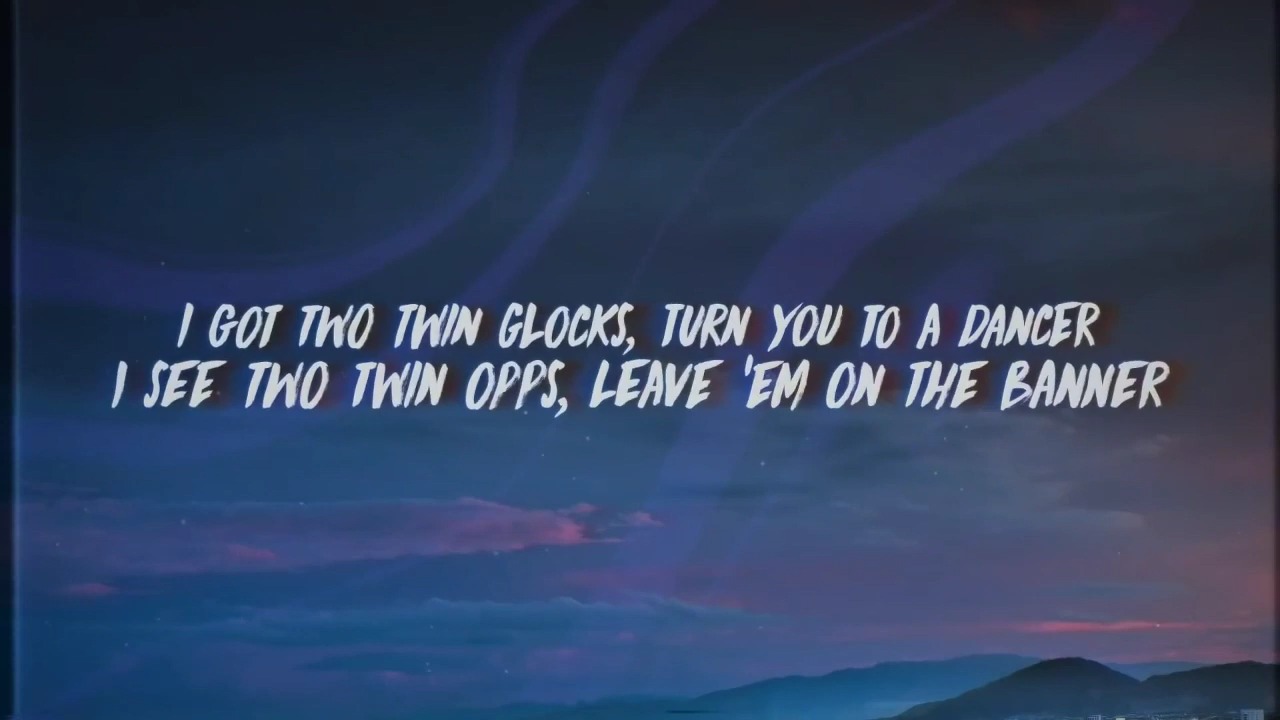 I GOT TWO TWIN GLOCKS, TURN YOU TO A DANCER
I SEE TWO TWIN OPPS, LEAVE 'EM ON THE BANNER